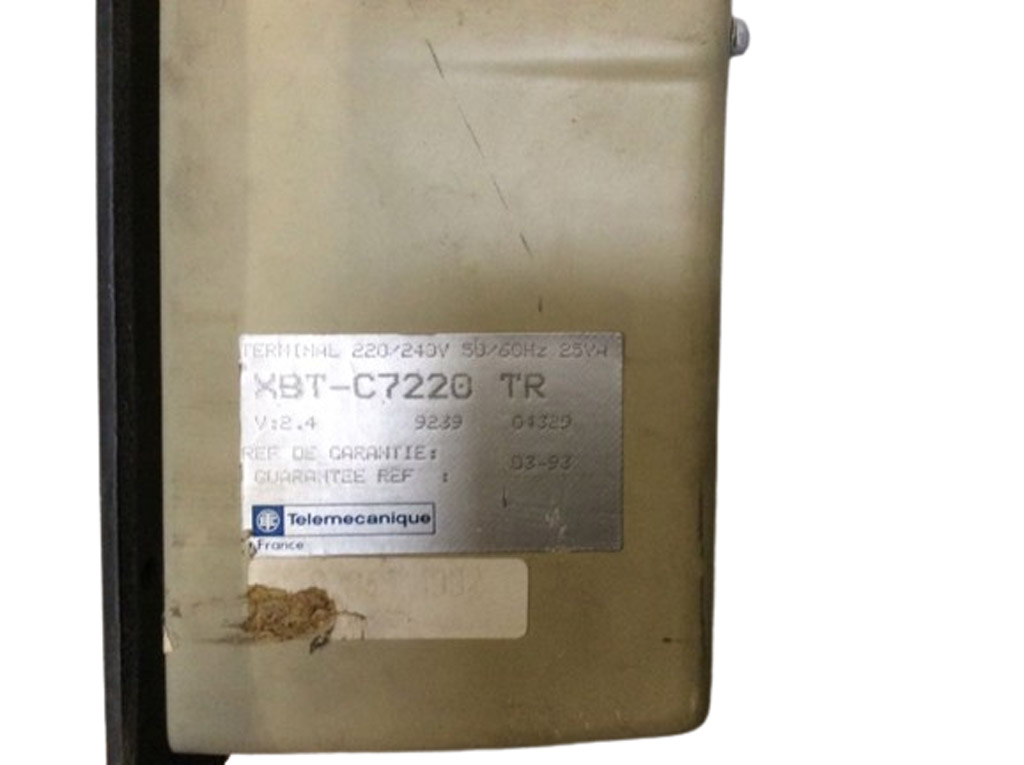 TERMINAL 220/240V 50/60Hz 25VA
XBT-C7220 TR
V:2.4 9239 04329
REF DE GARANTIE:
03-93
GUARANTEE REF :
Telemecanique
France